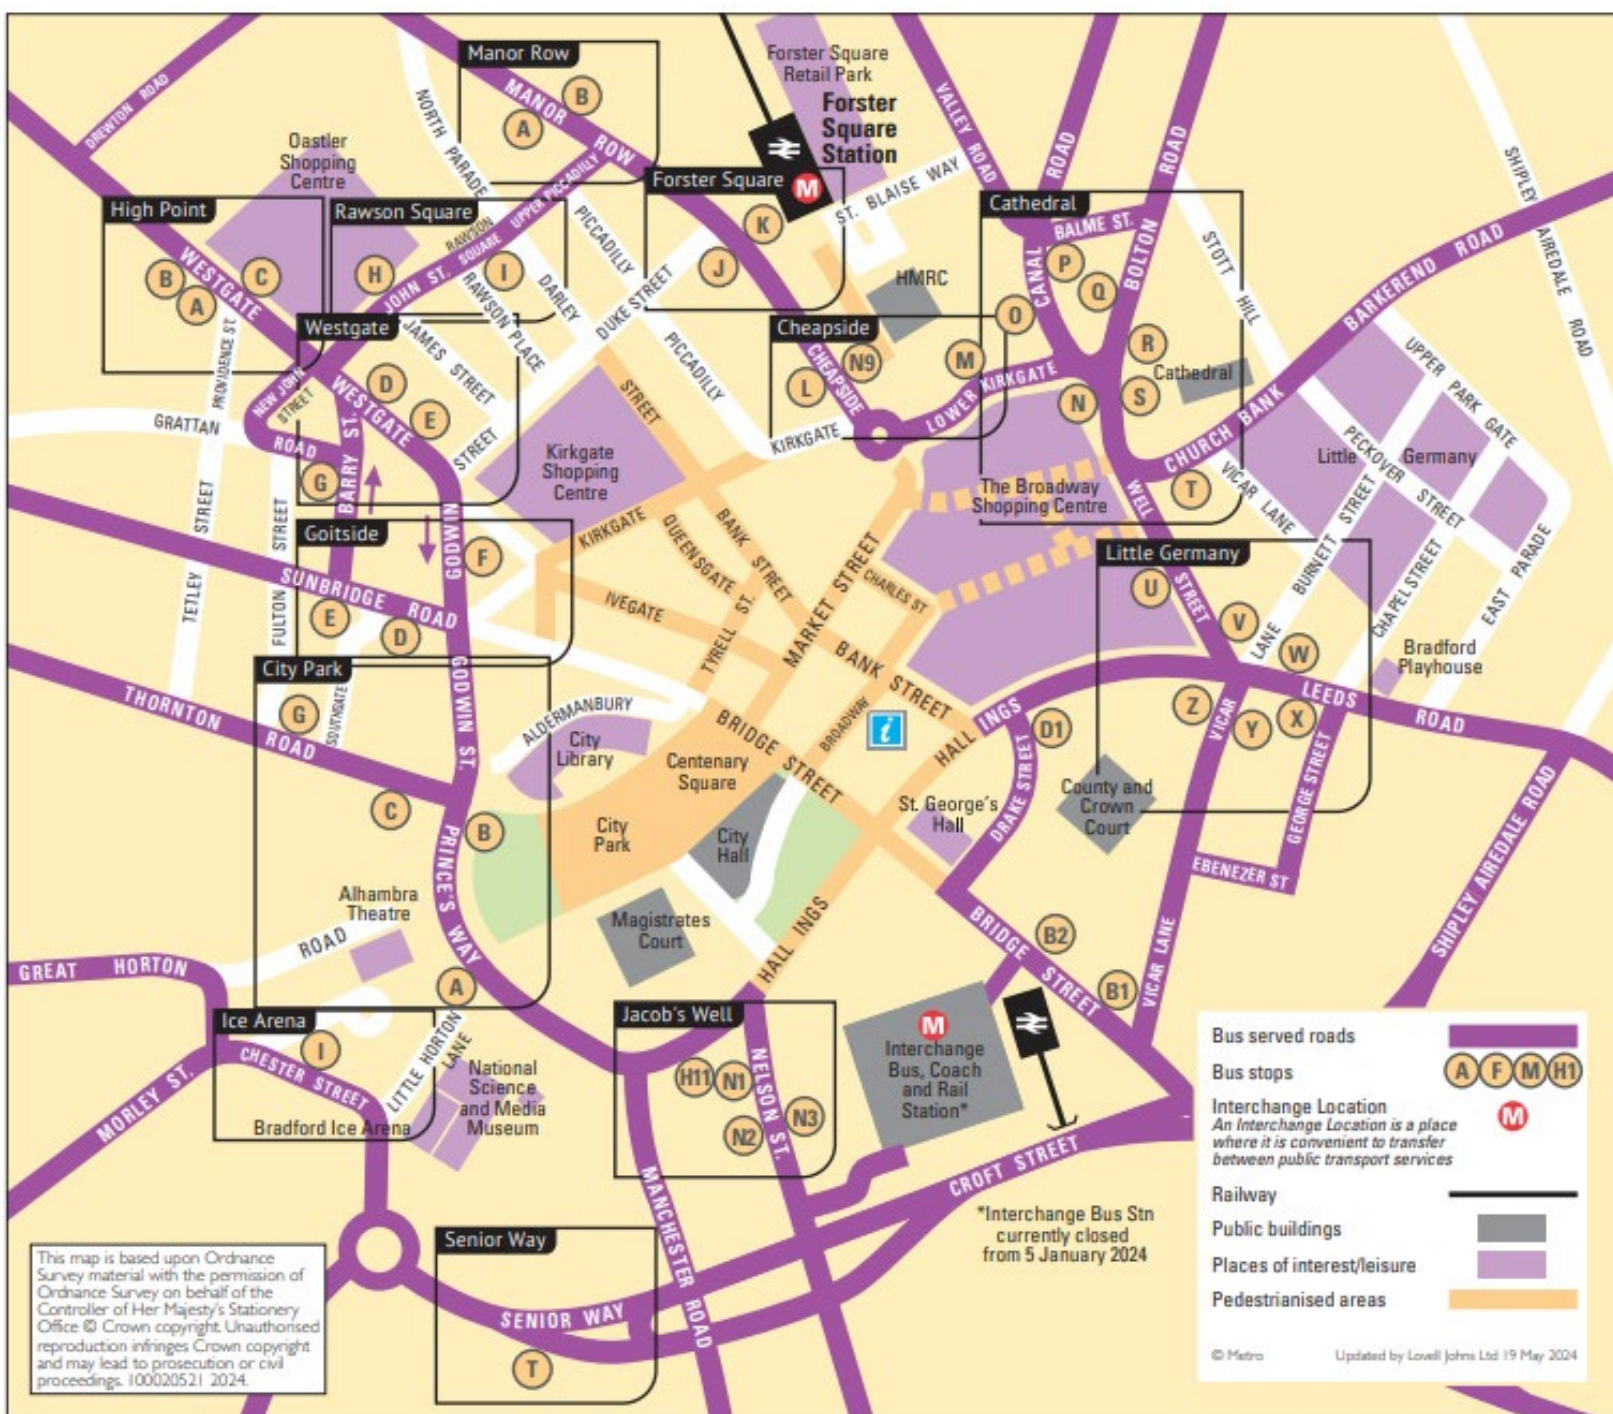 Manor Row
MANOR ROW
B
A
DREWTON ROAD
NORTH PARADE
Forster Square
Retail Park
Forster
Square
Station
M
VALLEY ROAD
ROAD
ROAD
SHIPLEY AIREDALE ROAD
Oastler
Shopping
Centre
High Point
WESTGATE
B
A
C
Rawson Square
H
I
RAWSON
SQUARE
JOHN ST.
UPPER PICCADILLY
PICCADILLY
Forster Square
K
J
ST. BLAISE WAY
HMRC
Cathedral
BALME ST.
CANAL
BOLTON
P
Q
O
R
S
N
T
Cathedral
STOTT HILL
BARKEREND ROAD
CHURCH BANK
UPPER PARK GATE
Westgate
WESTGATE
D
E
G
JAMES STREET
RAWSON PLACE
DARLEY
STREET
DUKE STREET
PICCADILLY
Cheapside
CHEAPSIDE
L
N9
M
LOWER KIRKGATE
KIRKGATE
PROVIDENCE ST.
NEW JOHN
STREET
GRATTAN
ROAD
BARRY ST.
STREET
Kirkgate
Shopping
Centre
The Broadway
Shopping Centre
WELL
STREET
VICAR LANE
Little Germany
PECKOVER STREET
BURNETT STREET
CHAPEL STREET
EAST PARADE
TETLEY STREET
FULTON STREET
Goitside
F
E
D
GODWIN
SUNBRIDGE ROAD
KIRKGATE
QUEENSGATE
BANK STREET
IVEGATE
TYRELL ST.
MARKET STREET
CHARLES ST
BANK STREET
Little Germany
U
V
W
X
Y
Z
LANE
VICAR
LEEDS
ROAD
Bradford
Playhouse
City Park
G
SOUTHGATE
GODWIN ST.
THORNTON
ROAD
C
B
A
ALDERMANBURY
City
Library
Centenary
Square
BRIDGE STREET
BROADWAY
i
HALL INGS
D1
DRAKE STREET
St. George's
Hall
County and
Crown
Court
GEORGE STREET
EBENEZER ST
SHIPLEY AIREDALE ROAD
City
Park
City
Hall
PRINCE'S WAY
Alhambra
Theatre
ROAD
GREAT HORTON
Magistrates
Court
HALL INGS
BRIDGE STREET
B2
B1
VICAR LANE
Ice Arena
I
CHESTER STREET
LITTLE HORTON
LANE
MORLEY ST.
Bradford Ice Arena
National
Science
and Media
Museum
Jacob's Well
H11
N1
N2
N3
NELSON ST.
MANCHESTER ROAD
M
Interchange
Bus, Coach
and Rail
Station*
CROFT STREET
*Interchange Bus Stn
currently closed
from 5 January 2024
Senior Way
SENIOR WAY
T
This map is based upon Ordnance
Survey material with the permission of
Ordnance Survey on behalf of the
Controller of Her Majesty's Stationery
Office © Crown copyright. Unauthorised
reproduction infringes Crown copyright
and may lead to prosecution or civil
proceedings. 100020521 2024.
Bus served roads
Bus stops
A F M H1
Interchange Location
M
An Interchange Location is a place
where it is convenient to transfer
between public transport services
Railway
Public buildings
Places of interest/leisure
Pedestrianised areas
© Metro
Updated by Lovell Johns Ltd 19 May 2024